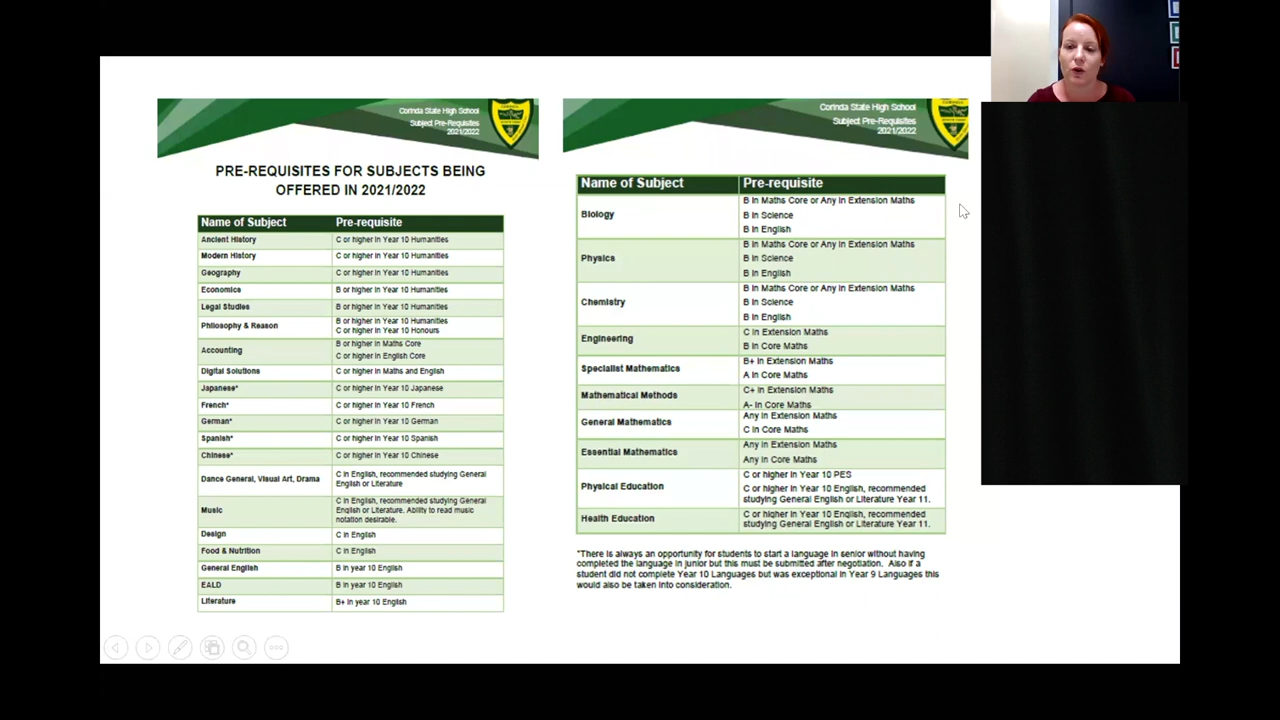 Corinda State High School
Subject Pre-Requisites
2021/2022
PRE-REQUISITES FOR SUBJECTS BEING
OFFERED IN 2021/2022
Name of Subject Pre-requisite
Ancient History C or higher in Year 10 Humanities
Modern History C or higher in Year 10 Humanities
Geography C or higher in Year 10 Humanities
Economics B or higher in Year 10 Humanities
Legal Studies B or higher in Year 10 Humanities
Philosophy & Reason B or higher in Year 10 Humanities
C or higher in Year 10 Honours
Accounting B or higher in Maths Core
C or higher in English Core
Digital Solutions C or higher in Maths and English
Japanese* C or higher in Year 10 Japanese
French* C or higher in Year 10 French
German* C or higher in Year 10 German
Spanish* C or higher in Year 10 Spanish
Chinese* C or higher in Year 10 Chinese
Dance General, Visual Art, Drama C in English, recommended studying General
English or Literature
Music C in English, recommended studying General
English or Literature. Ability to read music
notation desirable.
Design C in English
Food & Nutrition C in English
General English B in year 10 English
EALD B in year 10 English
Literature B+ in year 10 English
Corinda State High School
Subject Pre-Requisites
2021/2022
Name of Subject Pre-requisite
Biology B in Maths Core or Any in Extension Maths
B in Science
B in English
Physics B in Maths Core or Any in Extension Maths
B in Science
B in English
Chemistry B in Maths Core or Any in Extension Maths
B in Science
B in English
Engineering C in Extension Maths
B in Core Maths
Specialist Mathematics B+ in Extension Maths
A in Core Maths
Mathematical Methods C+ in Extension Maths
A- in Core Maths
General Mathematics Any in Extension Maths
C in Core Maths
Essential Mathematics Any in Extension Maths
Any in Core Maths
Physical Education C or higher in Year 10 PES
C or higher in Year 10 English, recommended
studying General English or Literature Year 11.
Health Education C or higher in Year 10 English, recommended
studying General English or Literature Year 11.
*There is always an opportunity for students to start a language in senior without having
completed the language in junior but this must be submitted after negotiation. Also if a
student did not complete Year 10 Languages but was exceptional in Year 9 Languages this
would also be taken into consideration.